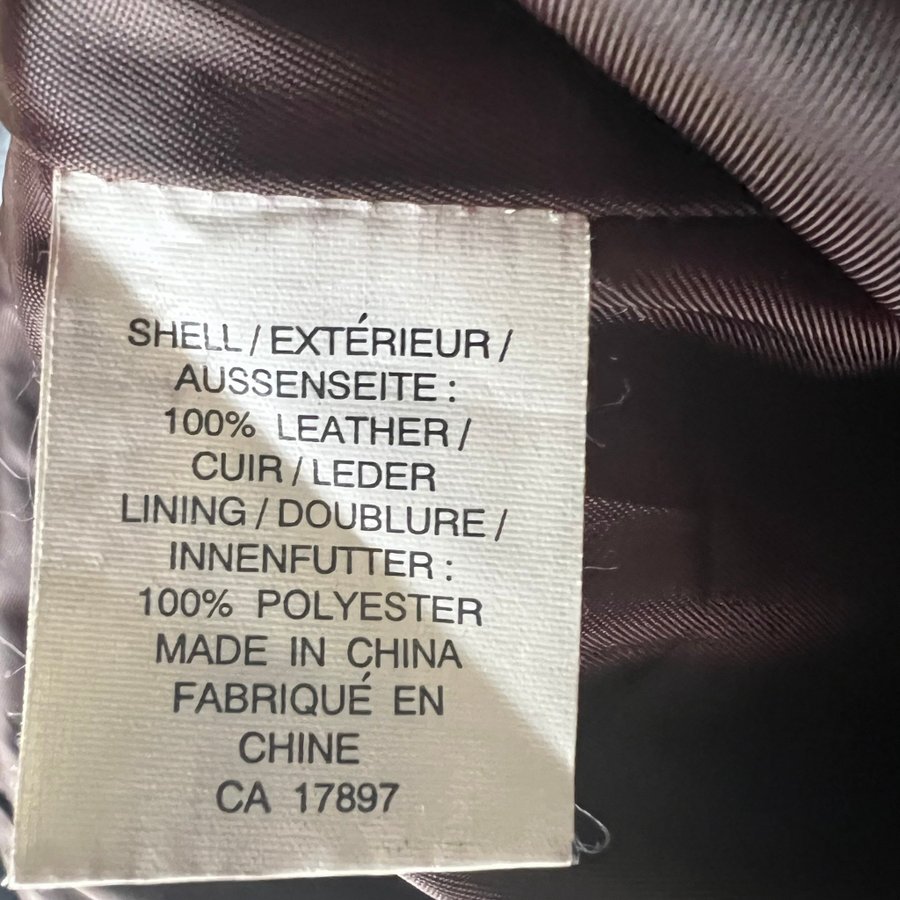 SHELL / EXTÉRIEUR /
AUSSENSEITE :
100% LEATHER /
CUIR / LEDER
LINING / DOUBLURE /
INNENFUTTER :
100% POLYESTER
MADE IN CHINA
FABRIQUÉ EN
CHINE
CA 17897